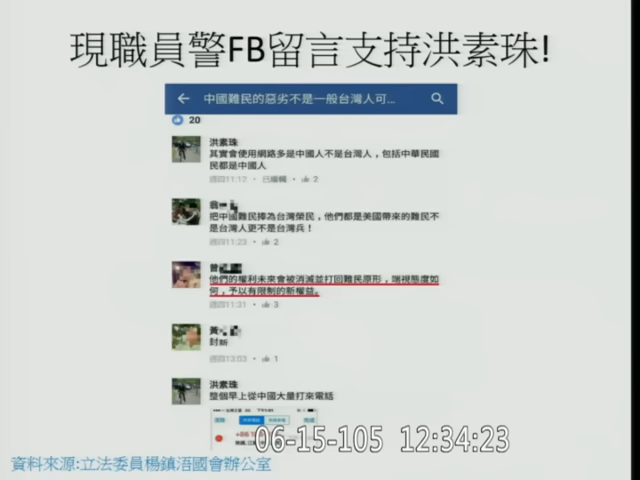 現職員警FB留言支持洪素珠!
中國難民的惡劣不是一般台灣人可...
20
洪素珠
其實會使用網路多是中國人不是台灣人，包括中華民國
民都是中國人
週四11:12 · 已編輯 · 2
翁
把中國難民捧為台灣榮民，他們都是美國帶來的難民不
是台灣人更不是台灣兵！
週四11:23 · 2
曾
他們的權利未來會被消滅並打回難民原形，端視態度如
何，予以有限制的新權益。
週四11:31 · 3
黃
封鎖
週四13:03 · 1
洪素珠
整個早上從中國大量打來電話
+86 1
06-15-105 12:34:23
資料來源:立法委員楊鎮浯國會辦公室